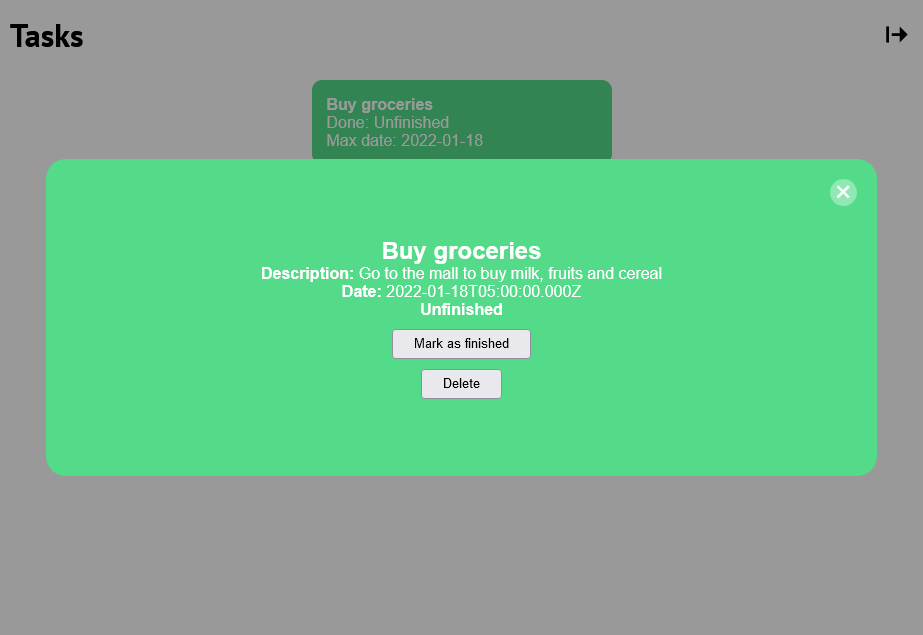 Tasks
Buy groceries
Done: Unfinished
Max date: 2022-01-18
Buy groceries
Description: Go to the mall to buy milk, fruits and cereal
Date: 2022-01-18T05:00:00.000Z
Unfinished
Mark as finished
Delete